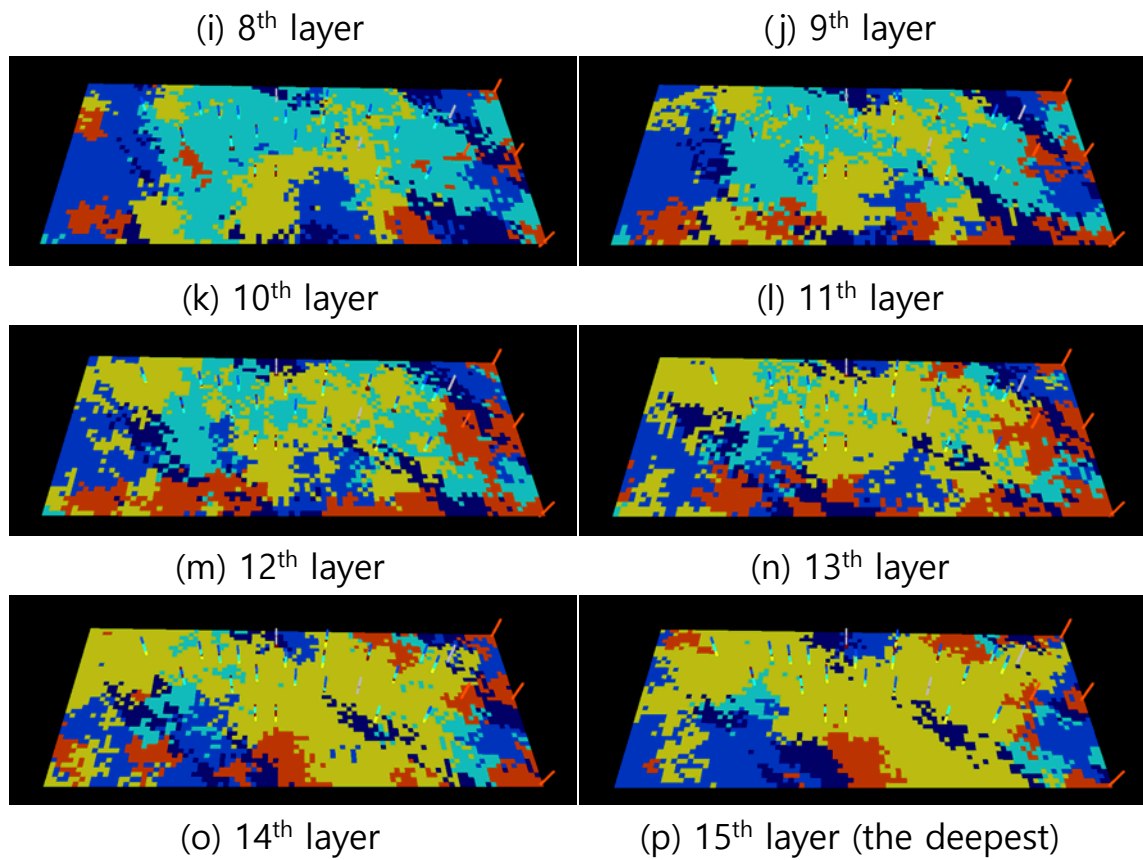 (i) 8th layer
(j) 9th layer
(k) 10th layer
(l) 11th layer
(m) 12th layer
(n) 13th layer
(o) 14th layer
(p) 15th layer (the deepest)